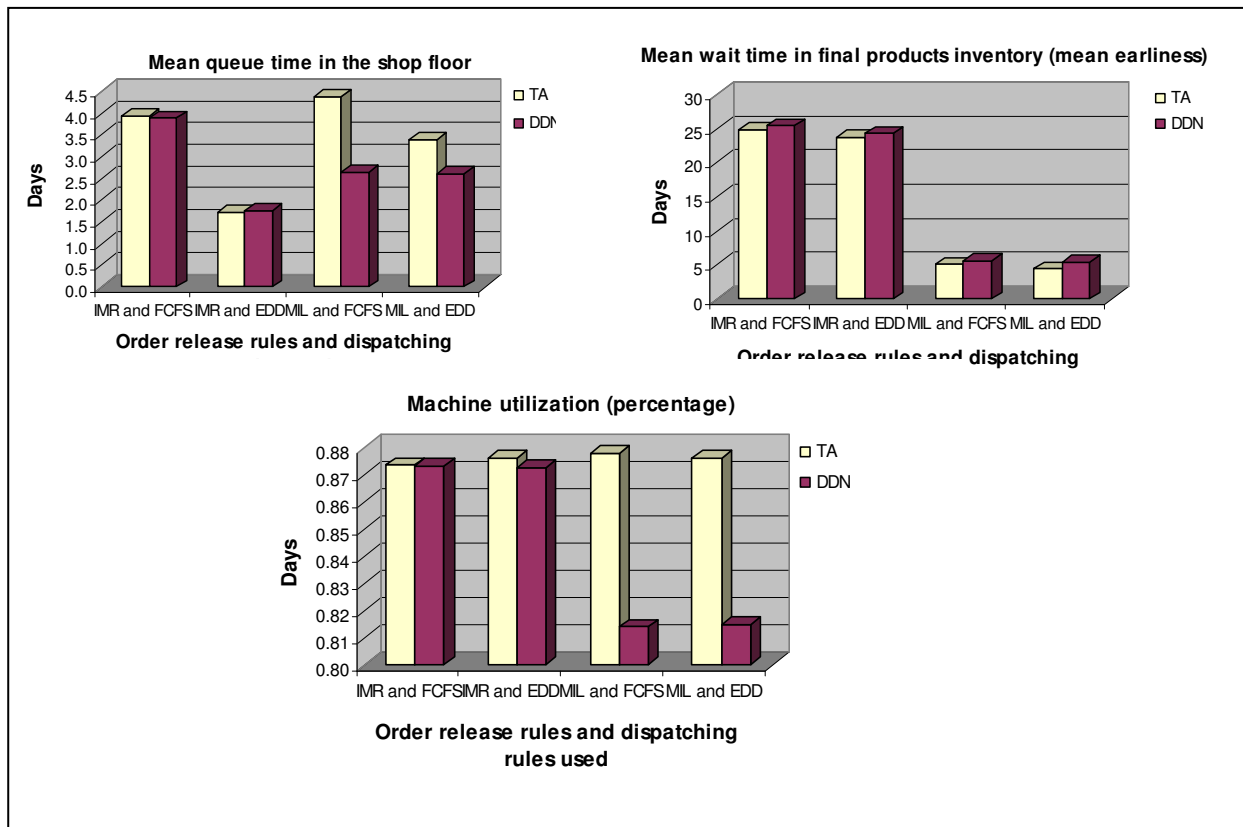 Mean queue time in the shop floor
4.5
4.0
3.5
3.0
2.5
2.0
1.5
1.0
0.5
0.0
Days
IMR and FCFS IMR and EDD MIL and FCFS MIL and EDD
Order release rules and dispatching
TA
DDN
Mean wait time in final products inventory (mean earliness)
30
25
20
15
10
5
0
Days
IMR and FCFS IMR and EDD MIL and FCFS MIL and EDD
Order release rules and dispatching
TA
DDN
Machine utilization (percentage)
0.88
0.87
0.86
0.85
0.84
0.83
0.82
0.81
0.80
Days
IMR and FCFS IMR and EDD MIL and FCFS MIL and EDD
Order release rules and dispatching
rules used
TA
DDN